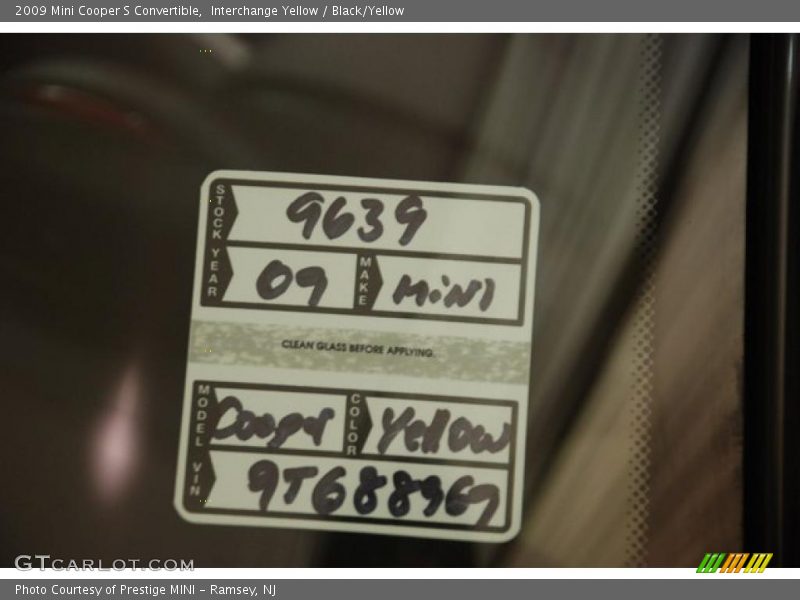 2009 Mini Cooper S Convertible,  Interchange Yellow / Black/Yellow
STOCK 9639
YEAR 09 MAKE MINI
CLEAN GLASS BEFORE APPLYING.
MODEL Cooper COLOR Yellow
VIN 9T688969
GTCARLOT.COM
Photo Courtesy of Prestige MINI - Ramsey, NJ